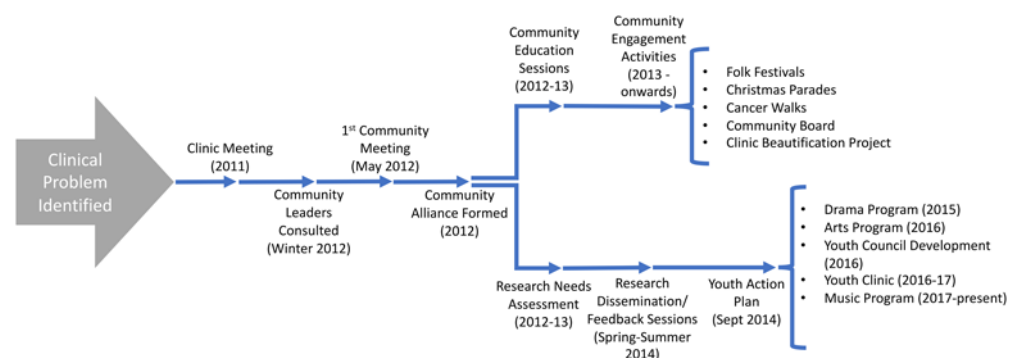 Clinical
Problem
Identified
Clinic Meeting
(2011)
Community
Leaders
Consulted
(Winter 2012)
1st Community
Meeting
(May 2012)
Community
Alliance Formed
(2012)
Community
Education
Sessions
(2012-13)
Community
Engagement
Activities
(2013 -
onwards)
• Folk Festivals
• Christmas Parades
• Cancer Walks
• Community Board
• Clinic Beautification Project
Research Needs
Assessment
(2012-13)
Research
Dissemination/
Feedback Sessions
(Spring-Summer
2014)
Youth Action
Plan
(Sept 2014)
• Drama Program (2015)
• Arts Program (2016)
• Youth Council Development
(2016)
• Youth Clinic (2016-17)
• Music Program (2017-present)